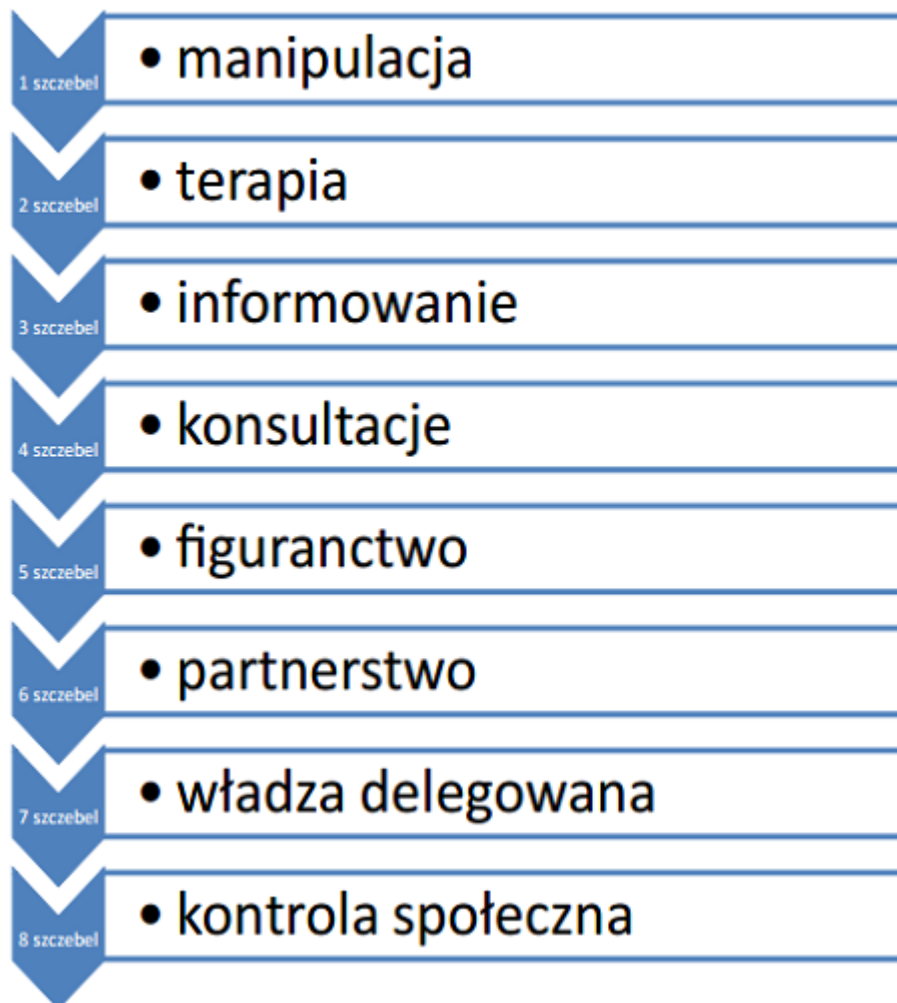 1 szczebel
• manipulacja
2 szczebel
• terapia
3 szczebel
• informowanie
4 szczebel
• konsultacje
5 szczebel
• figuranctwo
6 szczebel
• partnerstwo
7 szczebel
• władza delegowana
8 szczebel
• kontrola społeczna